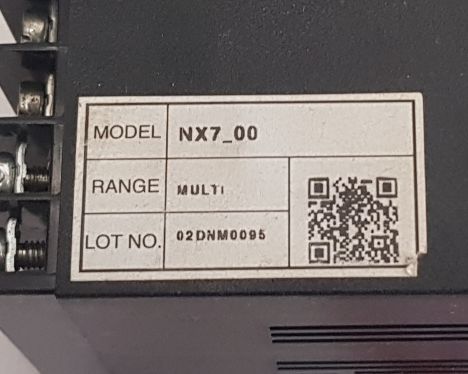 MODEL NX7_00
RANGE MULTI
LOT NO. 02DNM0095